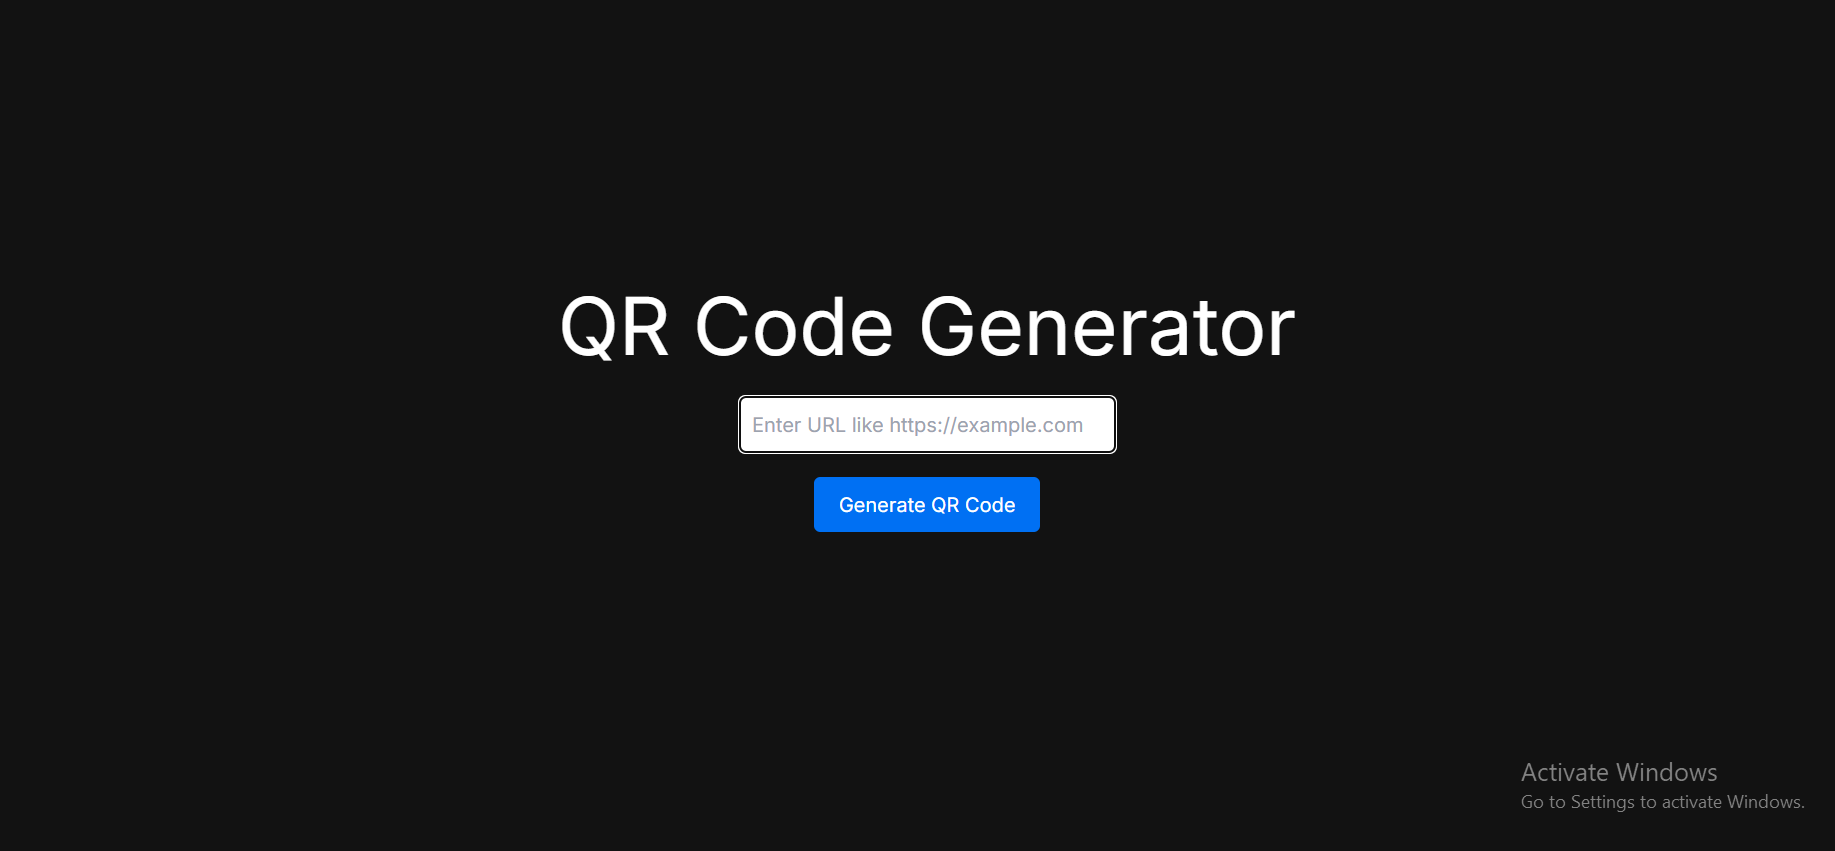 QR Code Generator
Enter URL like https://example.com
Generate QR Code
Activate Windows
Go to Settings to activate Windows.